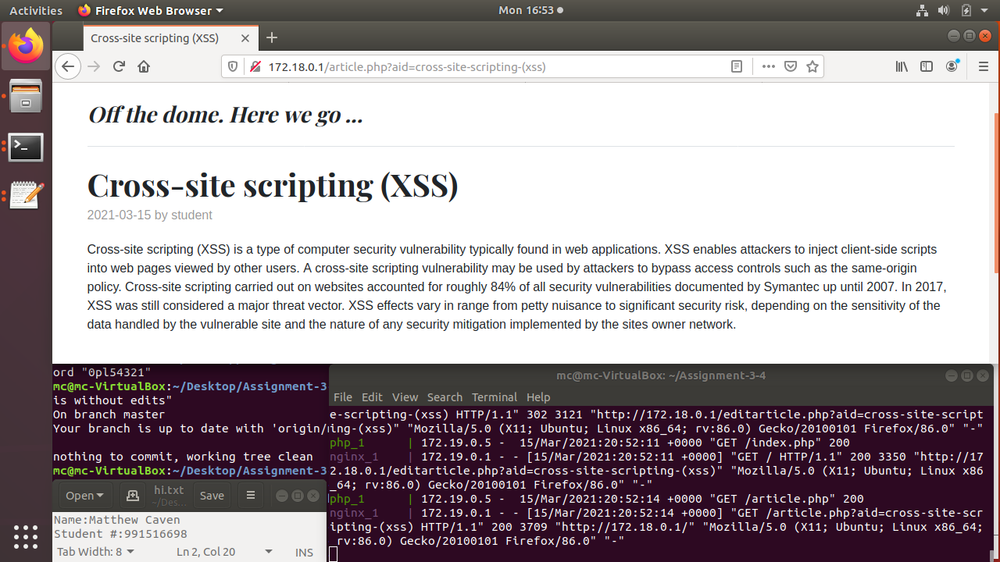 Activities Firefox Web Browser Mon 16:53
Cross-site scripting (XSS)
172.18.0.1/article.php?aid=cross-site-scripting-(xss)
Off the dome. Here we go ...
Cross-site scripting (XSS)
2021-03-15 by student
Cross-site scripting (XSS) is a type of computer security vulnerability typically found in web applications. XSS enables attackers to inject client-side scripts
into web pages viewed by other users. A cross-site scripting vulnerability may be used by attackers to bypass access controls such as the same-origin
policy. Cross-site scripting carried out on websites accounted for roughly 84% of all security vulnerabilities documented by Symantec up until 2007. In 2017,
XSS was still considered a major threat vector. XSS effects vary in range from petty nuisance to significant security risk, depending on the sensitivity of the
data handled by the vulnerable site and the nature of any security mitigation implemented by the sites owner network.
ord "0pl54321"
mc@mc-VirtualBox:~/Desktop/Assignment-3
is without edits"
On branch master
Your branch is up to date with 'origin/
nothing to commit, working tree clean
mc@mc-VirtualBox:~/Desktop/Assignment-3
Open hi.txt Save
~/Des...
Name:Matthew Caven
Student #:991516698
Tab Width: 8 Ln 2, Col 20 INS
mc@mc-VirtualBox: ~/Assignment-3-4
File Edit View Search Terminal Help
e-scripting-(xss) HTTP/1.1" 302 3121 "http://172.18.0.1/editarticle.php?aid=cross-site-script
ing-(xss)" "Mozilla/5.0 (X11; Ubuntu; Linux x86_64; rv:86.0) Gecko/20100101 Firefox/86.0" "-"
php_1 | 172.19.0.5 - 15/Mar/2021:20:52:11 +0000 "GET /index.php" 200
nginx_1 | 172.19.0.1 - - [15/Mar/2021:20:52:11 +0000] "GET / HTTP/1.1" 200 3350 "http://17
2.18.0.1/editarticle.php?aid=cross-site-scripting-(xss)" "Mozilla/5.0 (X11; Ubuntu; Linux x86
_64; rv:86.0) Gecko/20100101 Firefox/86.0" "-"
php_1 | 172.19.0.5 - 15/Mar/2021:20:52:14 +0000 "GET /article.php" 200
nginx_1 | 172.19.0.1 - - [15/Mar/2021:20:52:14 +0000] "GET /article.php?aid=cross-site-scr
ipting-(xss) HTTP/1.1" 200 3709 "http://172.18.0.1/" "Mozilla/5.0 (X11; Ubuntu; Linux x86_64;
rv:86.0) Gecko/20100101 Firefox/86.0" "-"